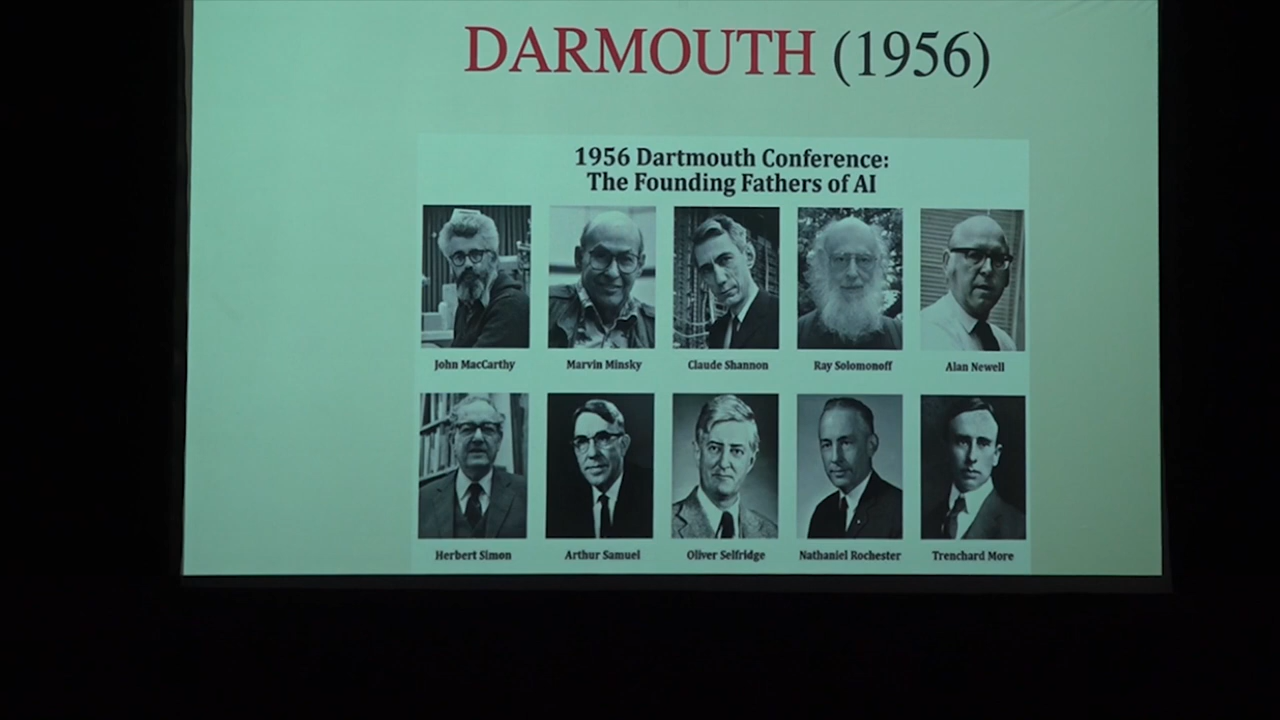 DARMOUTH (1956)
1956 Dartmouth Conference:
The Founding Fathers of AI
John MacCarthy
Marvin Minsky
Claude Shannon
Ray Solomonoff
Alan Newell
Herbert Simon
Arthur Samuel
Oliver Selfridge
Nathaniel Rochester
Trenchard More